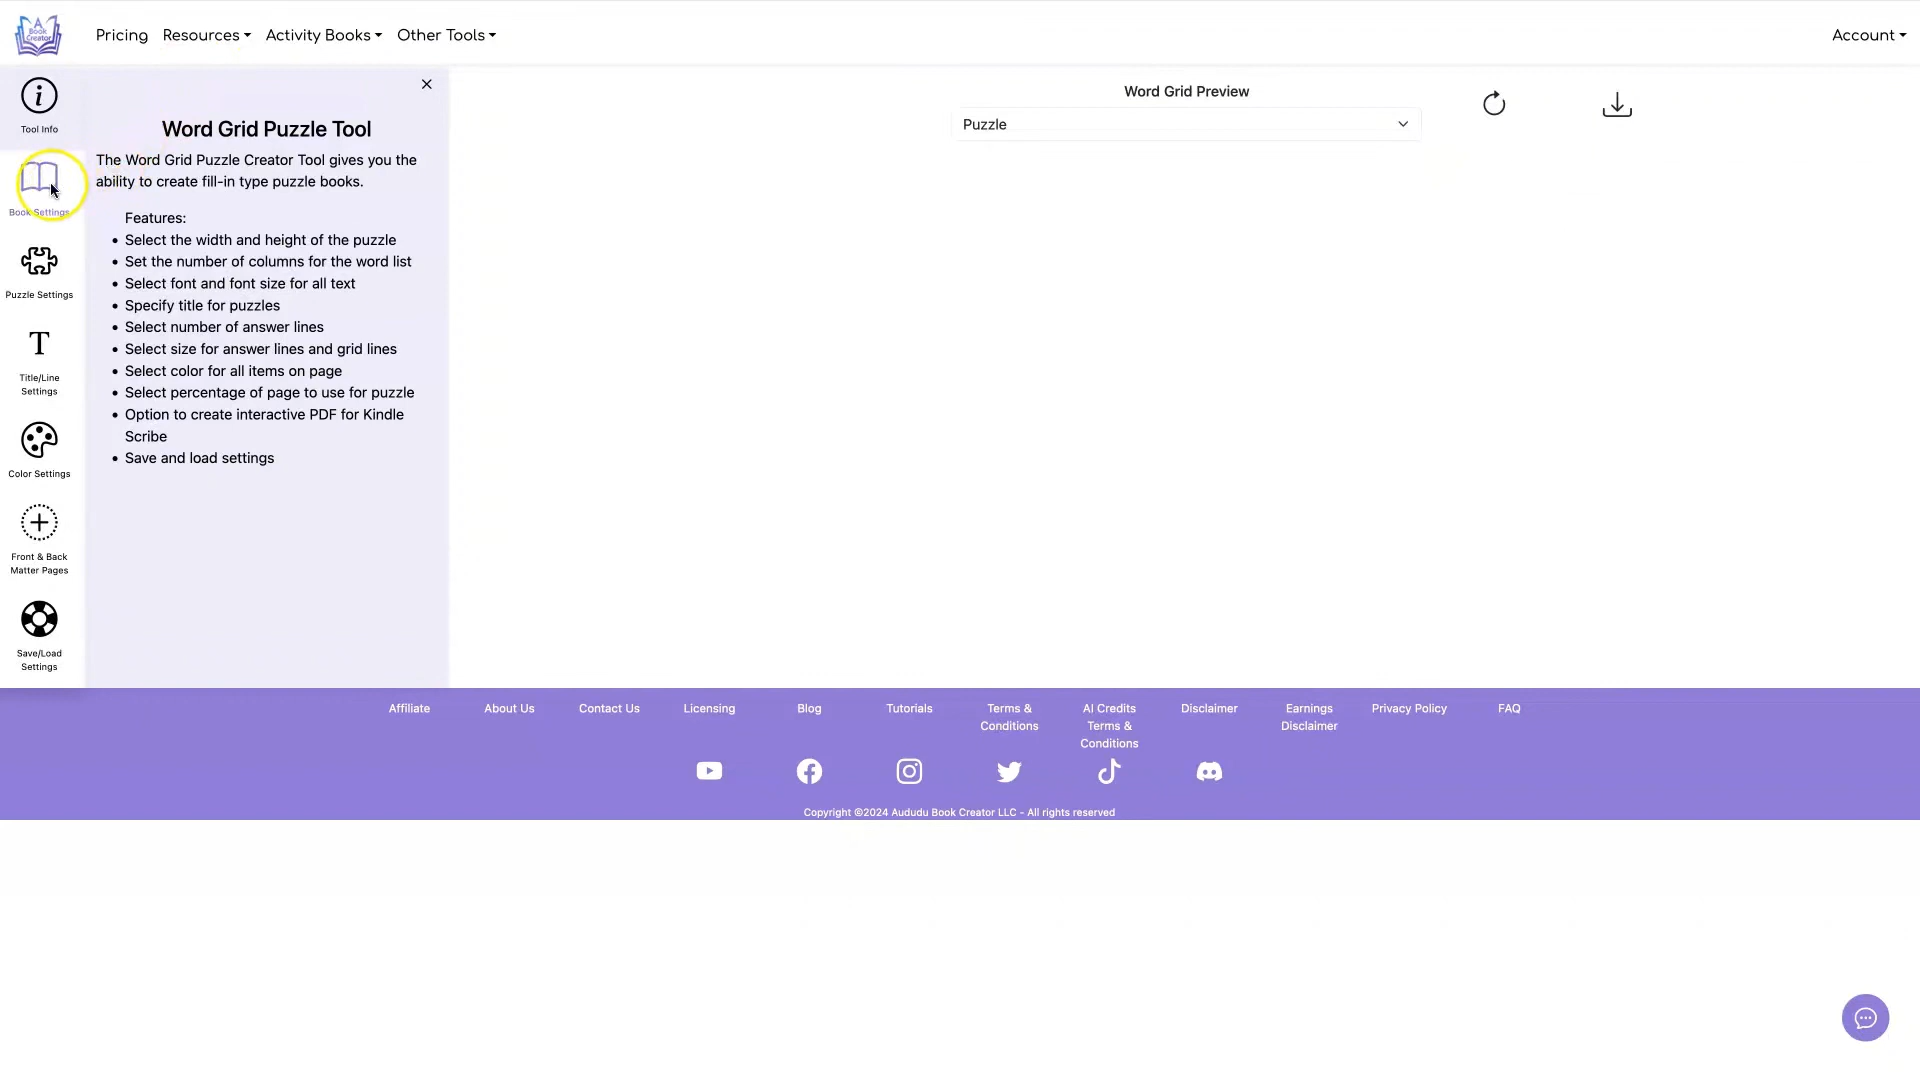 A
Book
Creator
Pricing
Resources
Activity Books
Other Tools
Account
Tool Info
Book Settings
Puzzle Settings
Title/Line
Settings
Color Settings
Front & Back
Matter Pages
Save/Load
Settings
Word Grid Puzzle Tool
The Word Grid Puzzle Creator Tool gives you the
ability to create fill-in type puzzle books.
Features:
Select the width and height of the puzzle
Set the number of columns for the word list
Select font and font size for all text
Specify title for puzzles
Select number of answer lines
Select size for answer lines and grid lines
Select color for all items on page
Select percentage of page to use for puzzle
Option to create interactive PDF for Kindle
Scribe
Save and load settings
Word Grid Preview
Puzzle
Affiliate
About Us
Contact Us
Licensing
Blog
Tutorials
Terms &
Conditions
AI Credits
Terms &
Conditions
Disclaimer
Earnings
Disclaimer
Privacy Policy
FAQ
Copyright ©2024 Aududu Book Creator LLC - All rights reserved